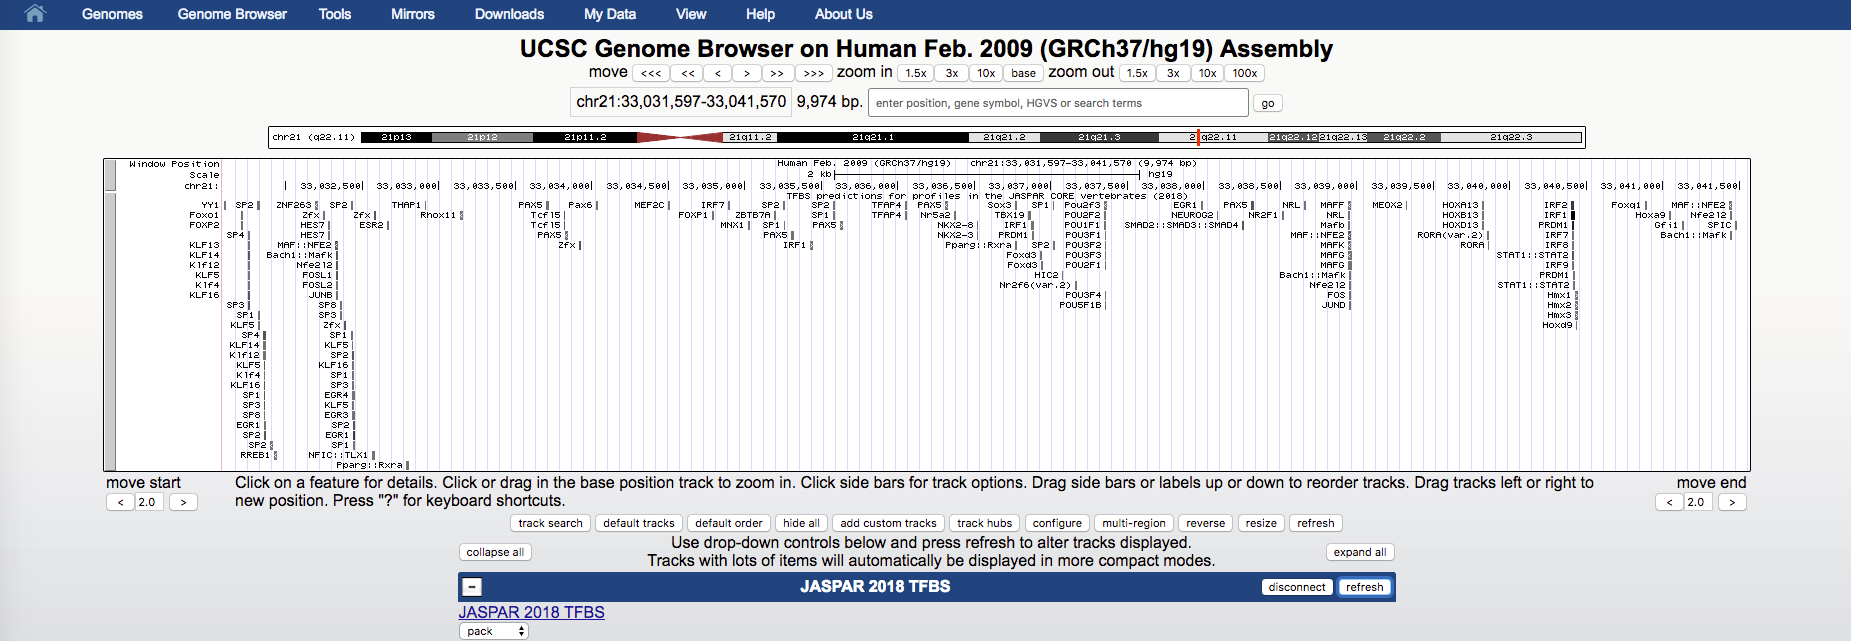 Genomes Genome Browser Tools Mirrors Downloads My Data View Help About Us
UCSC Genome Browser on Human Feb. 2009 (GRCh37/hg19) Assembly
move <<< << < > >> >>> zoom in 1.5x 3x 10x base zoom out 1.5x 3x 10x 100x
chr21:33,031,597-33,041,570 9,974 bp. enter position, gene symbol, HGVS or search terms go
chr21 (q22.11) 21p13 21p12 21p11.2 21q11.2 21q21.1 21q21.2 21q21.3 21q22.11 21q22.12 21q22.13 21q22.2 21q22.3
Window Position Human Feb. 2009 (GRCh37/hg19) chr21:33,031,597-33,041,570 (9,974 bp)
Scale 2 kb hg19
chr21: 33,032,500 33,033,000 33,033,500 33,034,000 33,034,500 33,035,000 33,035,500 33,036,000 33,036,500 33,037,000 33,037,500 33,038,000 33,038,500 33,039,000 33,039,500 33,040,000 33,040,500 33,041,000 33,041,500
TFBS predictions for profiles in the JASPAR CORE vertebrates (2018)
YY1 SP2 ZNF263 SP2 THAP1 PAX5 Pax6 MEF2C IRF7 SP2 SP2 TFAP4 PAX5 Sox3 SP1 Pou2f3 EGR1 PAX5 NRL MAFF MEOX2 HOXA13 IRF2 Foxq1 MAF::NFE2
Foxo1 Zfx Zfx Rhox11 Tcf15 FOXP1 ZBTB7A SP1 TFAP4 Nr5a2 TBX19 POU2F2 NEUROG2 NR2F1 NRL HOXB13 IRF1 Hoxa9 Nfe2l2
FOXP2 HES7 ESR2 Tcf15 MNX1 SP1 PAX5 NKX2-8 IRF1 POU1F1 SMAD2::SMAD3::SMAD4 Mafb HOXD13 PRDM1 Gfi1 SPIC
SP4 HES7 PAX5 PAX5 NKX2-3 PRDM1 POU3F1 MAF::NFE2 RORA(var.2) IRF7 Bach1::Mafk
KLF13 MAF::NFE2 Zfx IRF1 Pparg::Rxra SP2 POU3F2 MAFK RORA IRF8
KLF14 Bach1::Mafk Foxd3 POU3F3 MAFG STAT1::STAT2
Klf12 Nfe2l2 Foxd3 POU2F1 MAFG IRF9
KLF5 FOSL1 HIC2 Bach1::Mafk PRDM1
Klf4 FOSL2 Nr2f6(var.2) Nfe2l2 STAT1::STAT2
KLF16 JUNB POU3F4 FOS Hmx1
SP3 SP8 POU5F1B JUND Hmx2
SP1 SP3 Hmx3
KLF5 Zfx Hoxd9
SP4 SP1
KLF14 KLF5
Klf12 SP2
KLF5 KLF16
Klf4 SP1
KLF16 SP3
SP1 EGR4
SP3 KLF5
SP8 EGR3
EGR1 SP2
SP2 EGR1
SP2 SP1
RREB1 NFIC::TLX1
Pparg::Rxra
move start Click on a feature for details. Click or drag in the base position track to zoom in. Click side bars for track options. Drag side bars or labels up or down to reorder tracks. Drag tracks left or right to move end
< 2.0 > new position. Press "?" for keyboard shortcuts. < 2.0 >
track search default tracks default order hide all add custom tracks track hubs configure multi-region reverse resize refresh
collapse all Use drop-down controls below and press refresh to alter tracks displayed. expand all
Tracks with lots of items will automatically be displayed in more compact modes.
- JASPAR 2018 TFBS disconnect refresh
JASPAR 2018 TFBS
pack